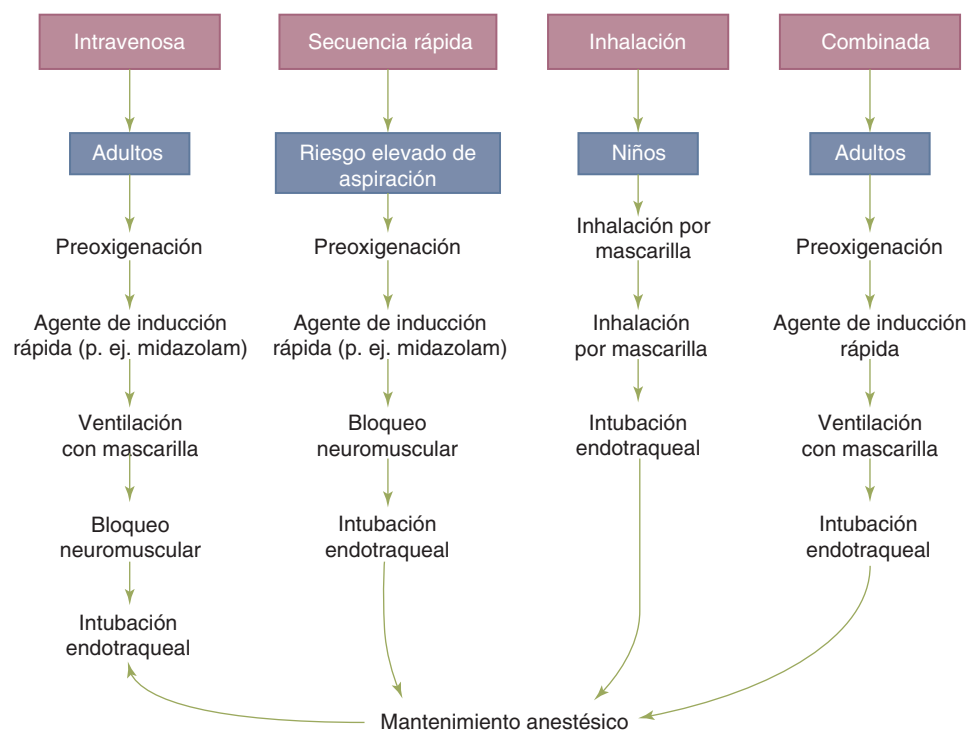 Intravenosa
Adultos
Preoxigenación
Agente de inducción
rápida (p. ej. midazolam)
Ventilación
con mascarilla
Bloqueo
neuromuscular
Intubación
endotraqueal
Secuencia rápida
Riesgo elevado de
aspiración
Preoxigenación
Agente de inducción
rápida (p. ej. midazolam)
Bloqueo
neuromuscular
Intubación
endotraqueal
Inhalación
Niños
Inhalación por
mascarilla
Inhalación
por mascarilla
Intubación
endotraqueal
Combinada
Adultos
Preoxigenación
Agente de inducción
rápida
Ventilación
con mascarilla
Intubación
endotraqueal
Mantenimiento anestésico